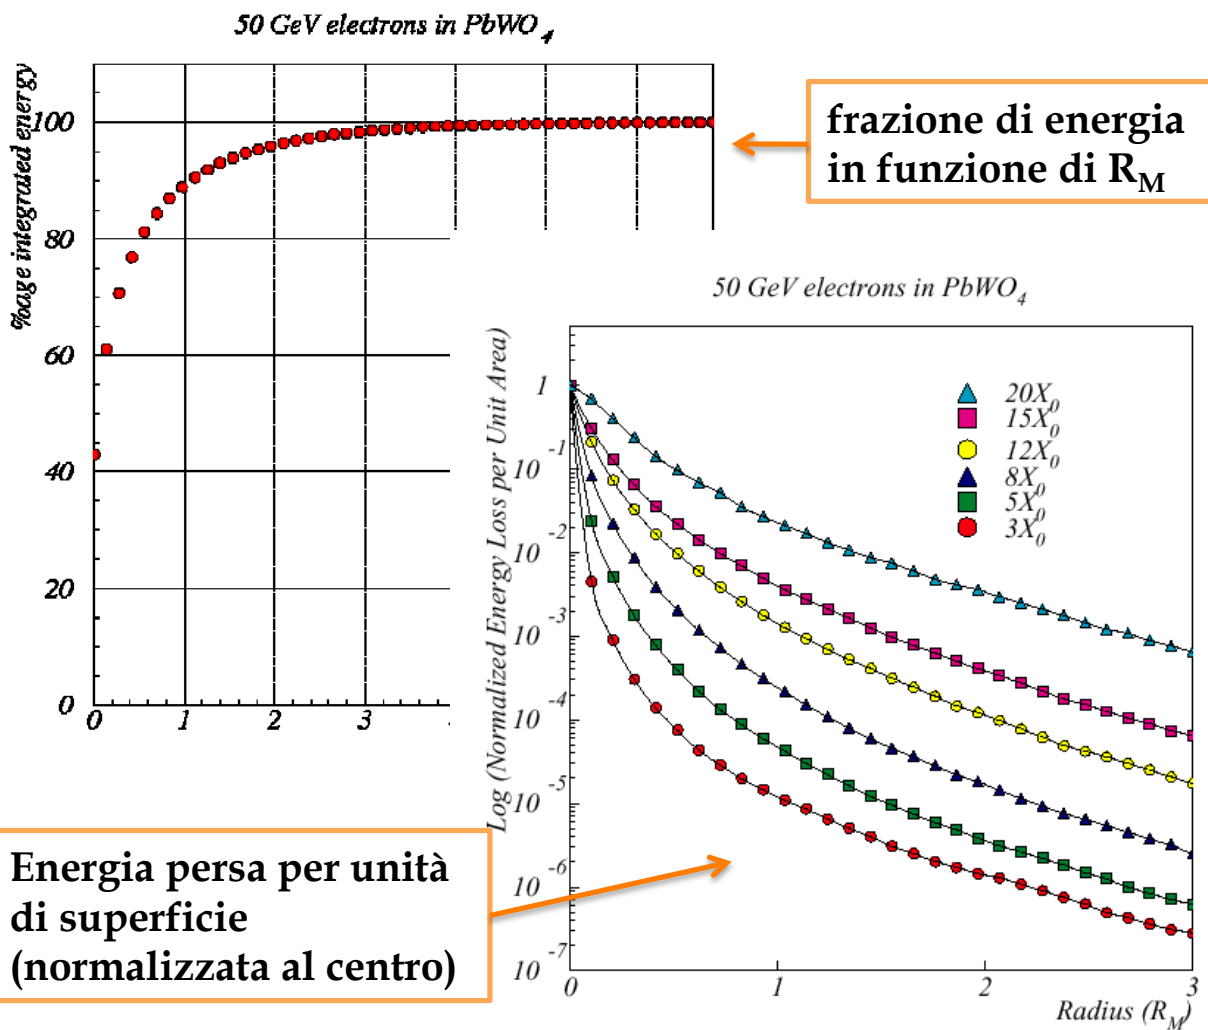 50 GeV electrons in PbWO4
%age integrated energy
100
80
60
40
20
0
0 1 2 3
frazione di energia
in funzione di RM
50 GeV electrons in PbWO4
Log (Normalized Energy Loss per Unit Area)
1
10 -1
10 -2
10 -3
10 -4
10 -5
10 -6
10 -7
20X0
15X0
12X0
8X0
5X0
3X0
0 1 2 3
Radius (RM)
Energia persa per unità
di superficie
(normalizzata al centro)